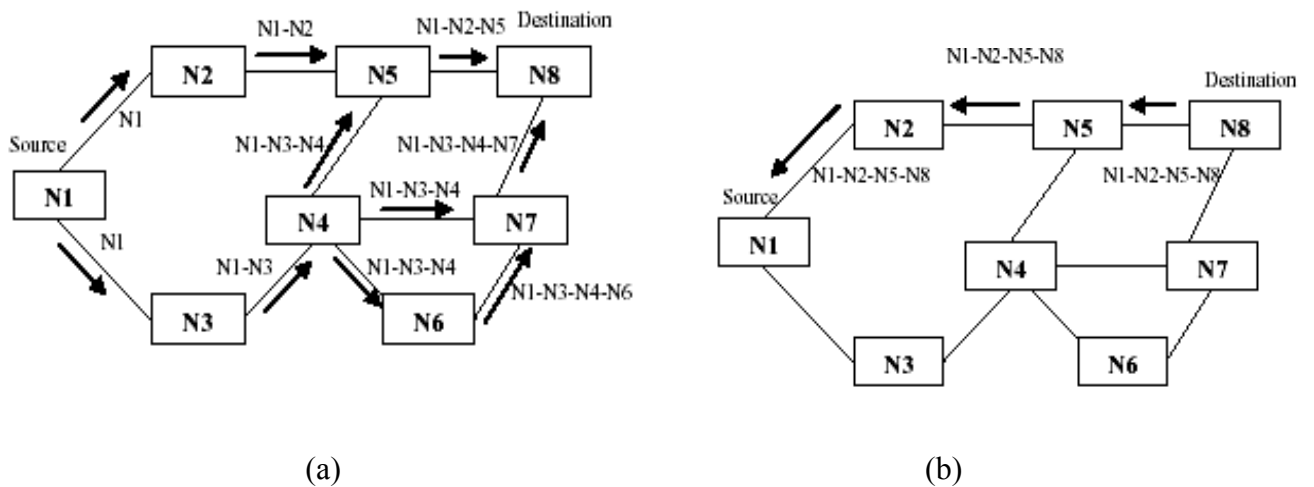 N1-N2
N1-N2-N5
Destination
N2
N5
N8
N1
Source
N1-N3-N4
N1-N3-N4-N7
N1
N1-N3-N4
N4
N7
N1
N1-N3
N1-N3-N4
N1-N3-N4-N6
N3
N6
(a)
N1-N2-N5-N8
Destination
N2
N5
N8
N1-N2-N5-N8
N1-N2-N5-N8
Source
N1
N4
N7
N3
N6
(b)